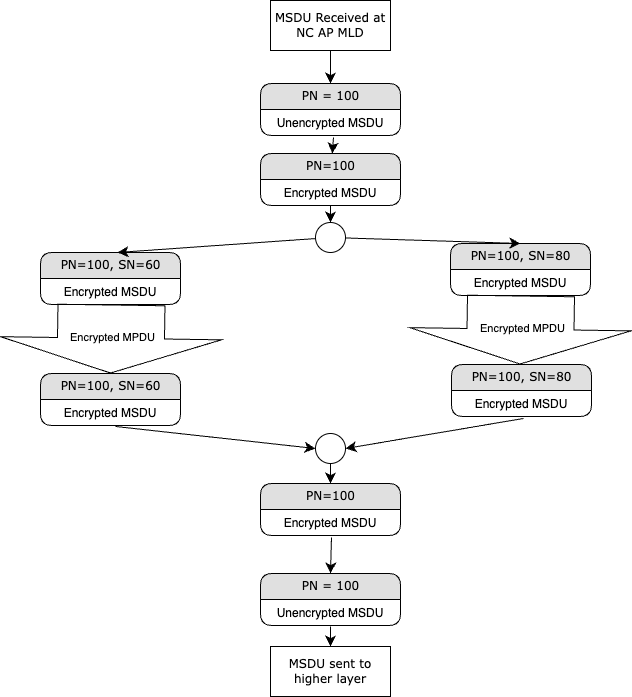 MSDU Received at
NC AP MLD
PN = 100
Unencrypted MSDU
PN=100
Encrypted MSDU
PN=100, SN=60
Encrypted MSDU
PN=100, SN=80
Encrypted MSDU
Encrypted MPDU
Encrypted MPDU
PN=100, SN=60
Encrypted MSDU
PN=100, SN=80
Encrypted MSDU
PN=100
Encrypted MSDU
PN = 100
Unencrypted MSDU
MSDU sent to
higher layer